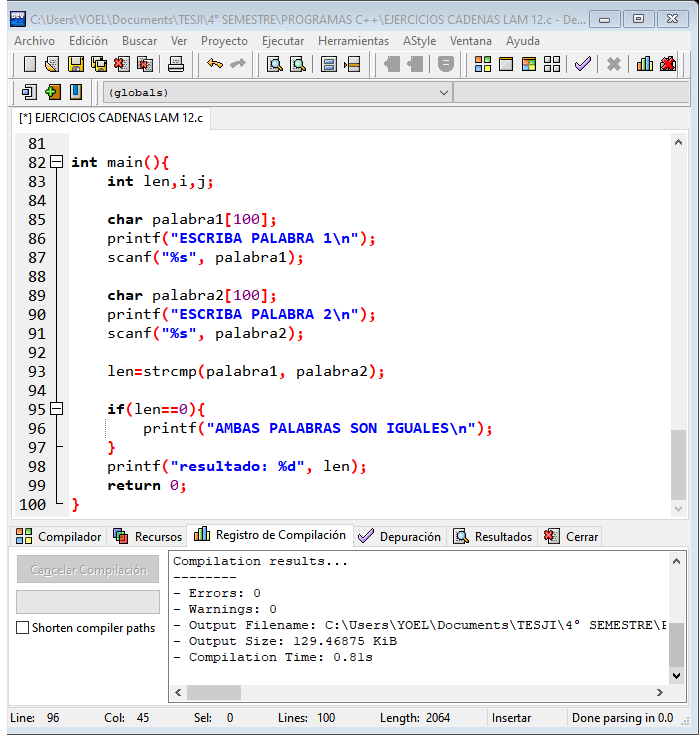 DEV C:\Users\YOEL\Documents\TESJI\4° SEMESTRE\PROGRAMAS C++\EJERCICIOS CADENAS LAM 12.c - De...
Archivo Edición Buscar Ver Proyecto Ejecutar Herramientas AStyle Ventana Ayuda
(globals)
[*] EJERCICIOS CADENAS LAM 12.c
81
82 int main(){
83     int len,i,j;
84
85     char palabra1[100];
86     printf("ESCRIBA PALABRA 1\n");
87     scanf("%s", palabra1);
88
89     char palabra2[100];
90     printf("ESCRIBA PALABRA 2\n");
91     scanf("%s", palabra2);
92
93     len=strcmp(palabra1, palabra2);
94
95     if(len==0){
96         printf("AMBAS PALABRAS SON IGUALES\n");
97     }
98     printf("resultado: %d", len);
99     return 0;
100 }
Compilador Recursos Registro de Compilación Depuración Resultados Cerrar
Cancelar Compilación
Shorten compiler paths
Compilation results...
--------
- Errors: 0
- Warnings: 0
- Output Filename: C:\Users\YOEL\Documents\TESJI\4° SEMESTRE\
- Output Size: 129.46875 KiB
- Compilation Time: 0.81s
Line: 96 Col: 45 Sel: 0 Lines: 100 Length: 2064 Insertar Done parsing in 0.0